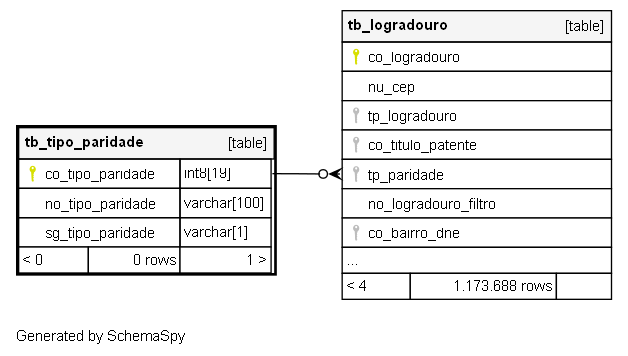 tb_logradouro [table]
co_logradouro
nu_cep
tp_logradouro
co_titulo_patente
tp_paridade
no_logradouro_filtro
co_bairro_dne
...
< 4 1.173.688 rows
tb_tipo_paridade [table]
co_tipo_paridade int8[19]
no_tipo_paridade varchar[100]
sg_tipo_paridade varchar[1]
< 0 0 rows 1 >
Generated by SchemaSpy